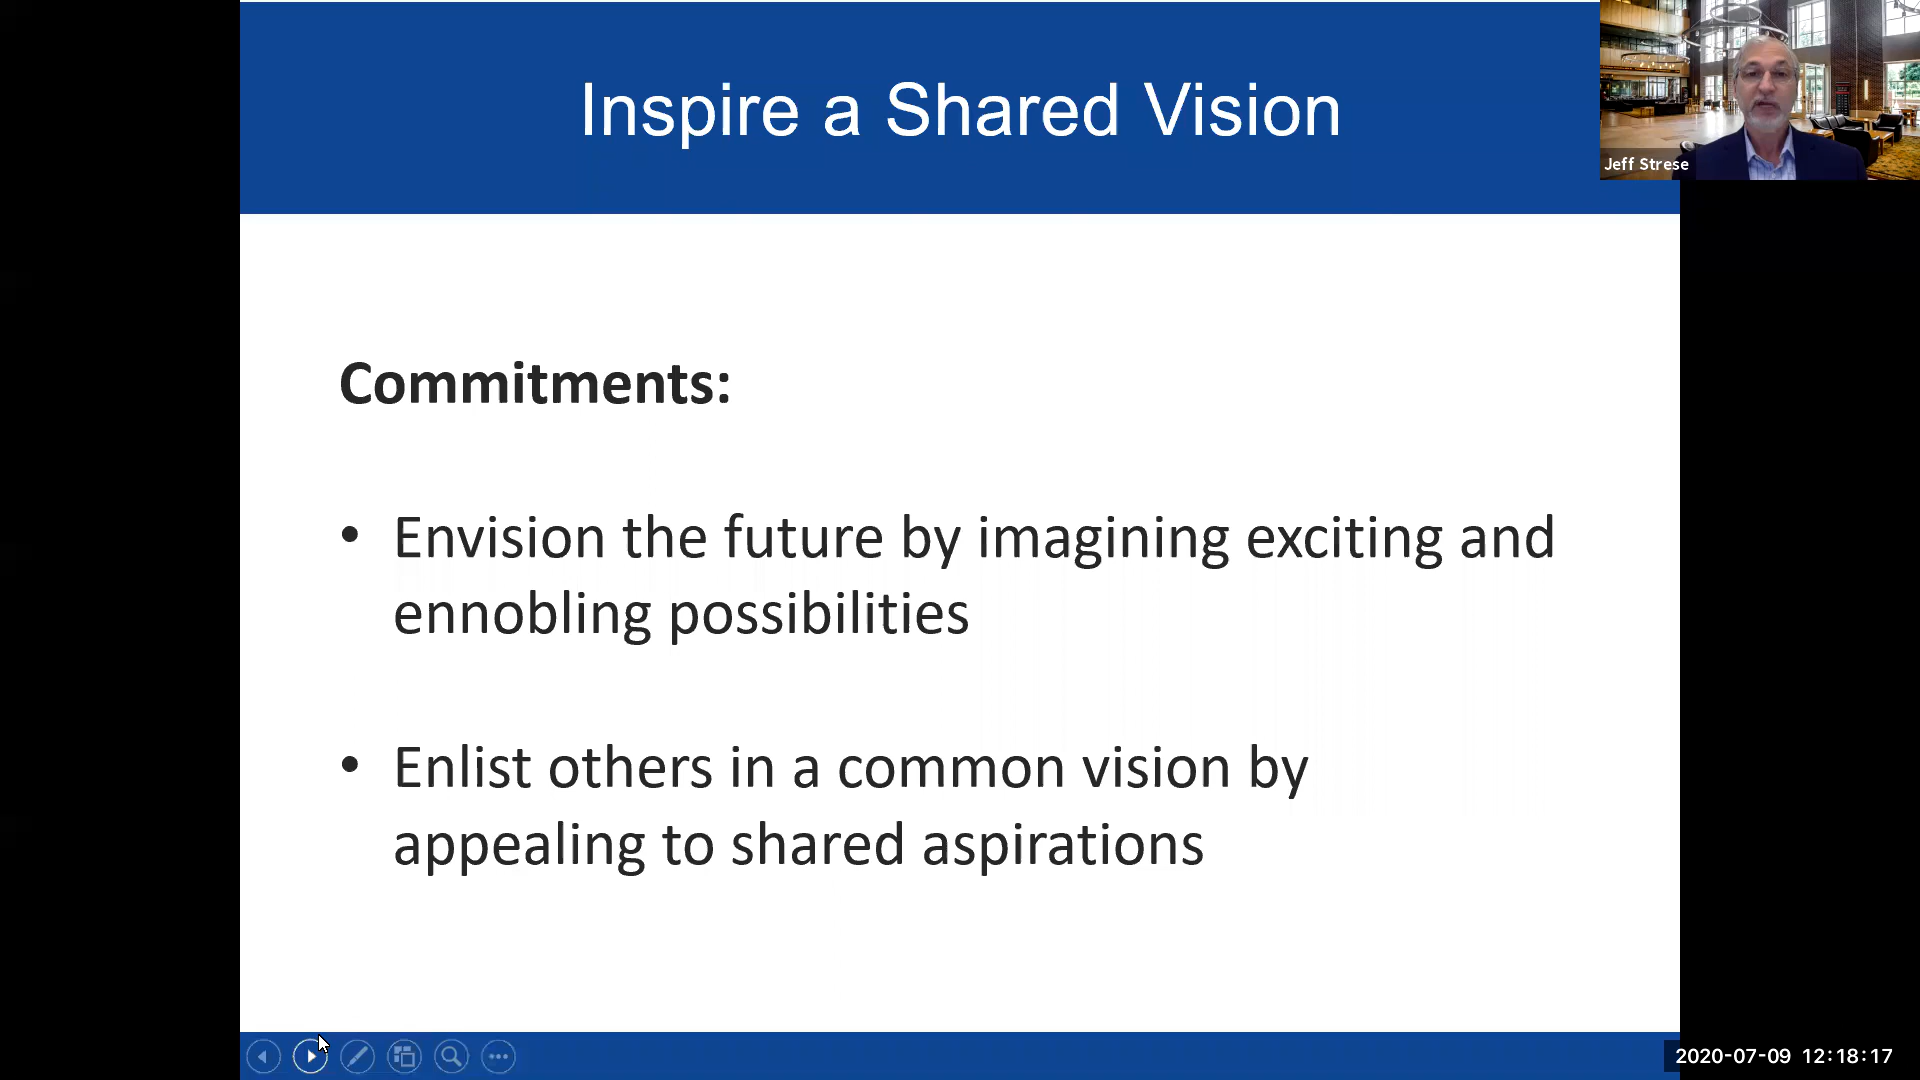 Inspire a Shared Vision
Jeff Strese
Commitments:
• Envision the future by imagining exciting and
ennobling possibilities
• Enlist others in a common vision by
appealing to shared aspirations
2020-07-09 12:18:17